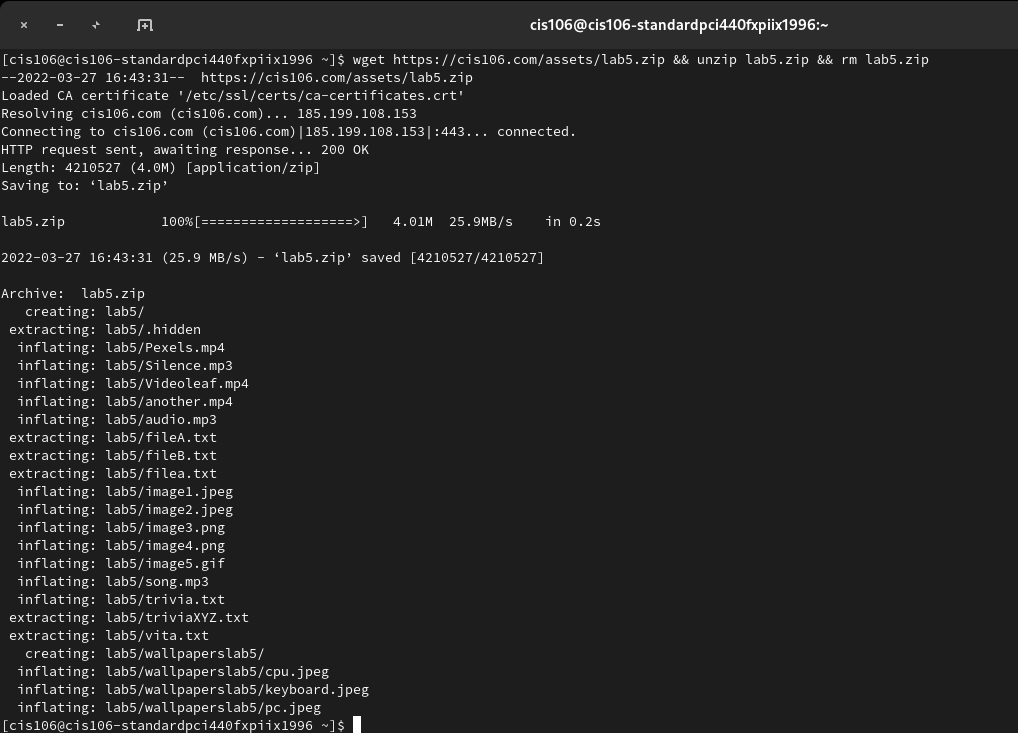 cis106@cis106-standardpci440fxpiix1996:~
[cis106@cis106-standardpci440fxpiix1996 ~]$ wget https://cis106.com/assets/lab5.zip && unzip lab5.zip && rm lab5.zip
--2022-03-27 16:43:31--  https://cis106.com/assets/lab5.zip
Loaded CA certificate '/etc/ssl/certs/ca-certificates.crt'
Resolving cis106.com (cis106.com)... 185.199.108.153
Connecting to cis106.com (cis106.com)|185.199.108.153|:443... connected.
HTTP request sent, awaiting response... 200 OK
Length: 4210527 (4.0M) [application/zip]
Saving to: ‘lab5.zip’
lab5.zip            100%[===================>]   4.01M  25.9MB/s    in 0.2s
2022-03-27 16:43:31 (25.9 MB/s) - ‘lab5.zip’ saved [4210527/4210527]
Archive:  lab5.zip
   creating: lab5/
 extracting: lab5/.hidden
  inflating: lab5/Pexels.mp4
  inflating: lab5/Silence.mp3
  inflating: lab5/Videoleaf.mp4
  inflating: lab5/another.mp4
  inflating: lab5/audio.mp3
 extracting: lab5/fileA.txt
 extracting: lab5/fileB.txt
 extracting: lab5/filea.txt
  inflating: lab5/image1.jpeg
  inflating: lab5/image2.jpeg
  inflating: lab5/image3.png
  inflating: lab5/image4.png
  inflating: lab5/image5.gif
  inflating: lab5/song.mp3
  inflating: lab5/trivia.txt
 extracting: lab5/triviaXYZ.txt
 extracting: lab5/vita.txt
   creating: lab5/wallpaperslab5/
  inflating: lab5/wallpaperslab5/cpu.jpeg
  inflating: lab5/wallpaperslab5/keyboard.jpeg
  inflating: lab5/wallpaperslab5/pc.jpeg
[cis106@cis106-standardpci440fxpiix1996 ~]$